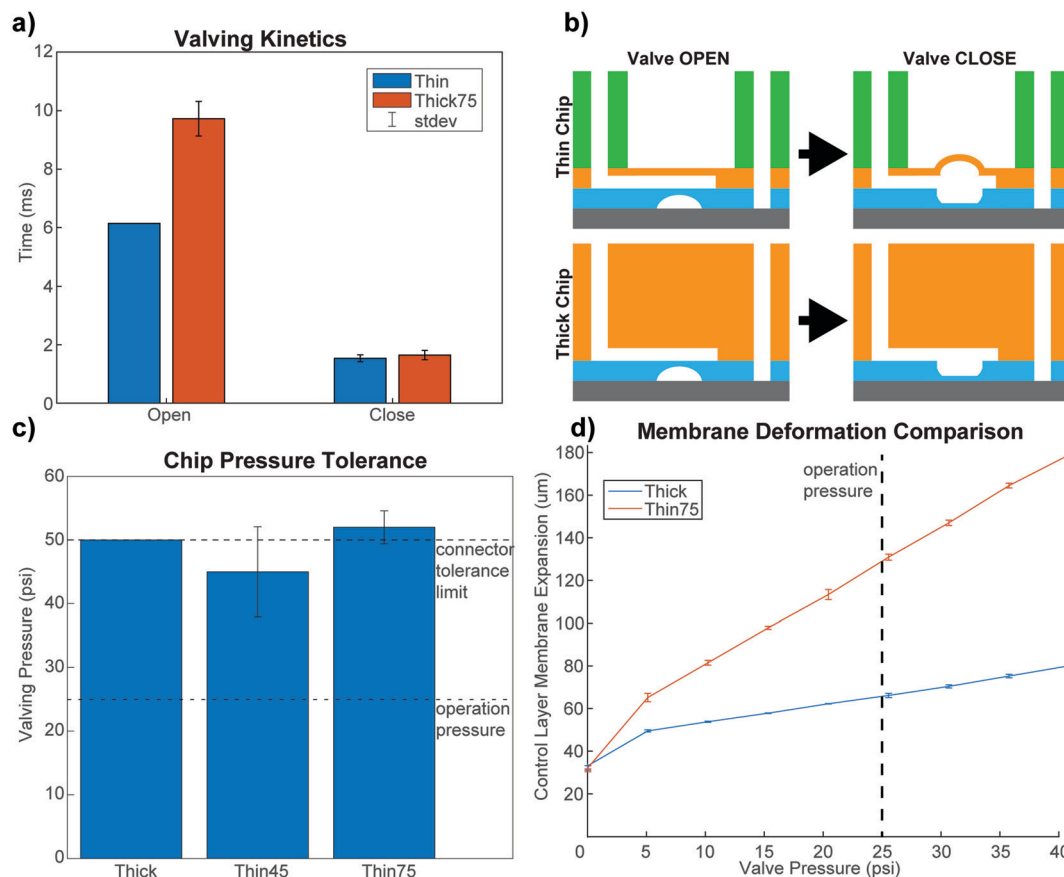 a)
Valving Kinetics
12
10
8
6
4
2
0
Time (ms)
Thin
Thick75
stdev
Open
Close
b)
Valve OPEN
Valve CLOSE
Thin Chip
Thick Chip
c)
Chip Pressure Tolerance
60
50
40
30
20
10
0
Valving Pressure (psi)
connector
tolerance
limit
operation
pressure
Thick
Thin45
Thin75
d)
Membrane Deformation Comparison
180
160
140
120
100
80
60
40
20
Control Layer Membrane Expansion (um)
Thick
Thin75
operation
pressure
0
5
10
15
20
25
30
35
40
Valve Pressure (psi)